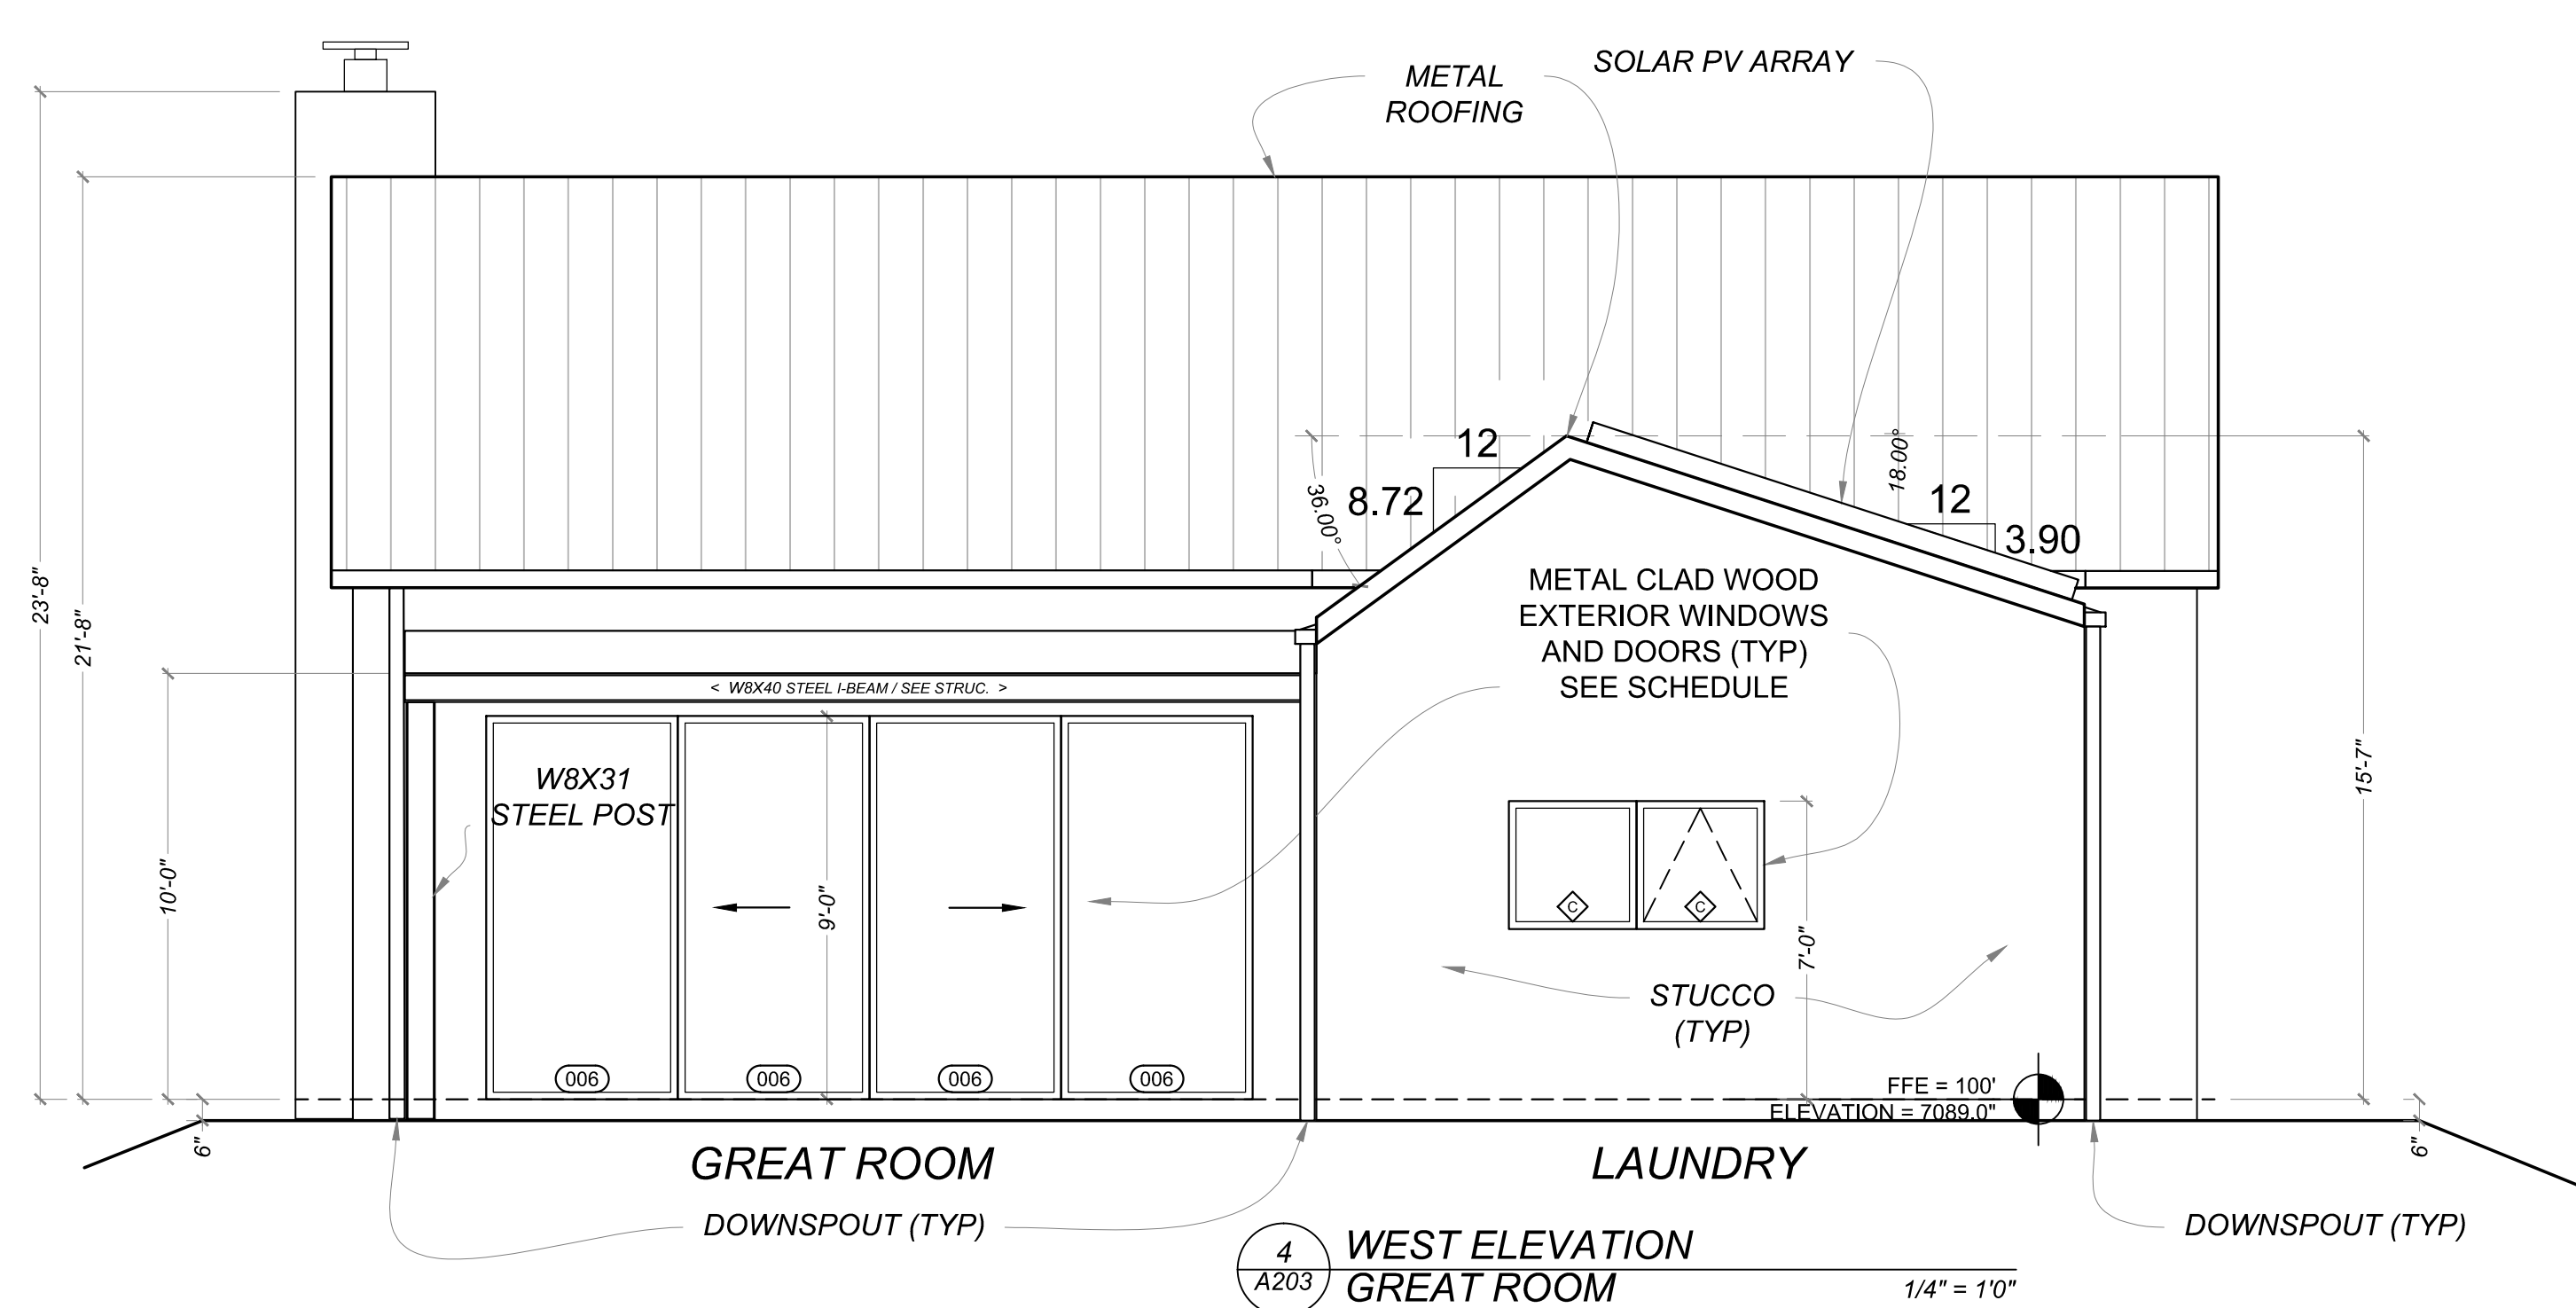 METAL
ROOFING
SOLAR PV ARRAY
23'-8"
21'-8"
10'-0"
6"
12
8.72
36.00°
18.00°
12
3.90
METAL CLAD WOOD
EXTERIOR WINDOWS
AND DOORS (TYP)
SEE SCHEDULE
< W8X40 STEEL I-BEAM / SEE STRUC. >
W8X31
STEEL POST
9'-0"
006
006
006
006
C
C
7'-0"
15'-7"
STUCCO
(TYP)
FFE = 100'
ELEVATION = 7089.0"
6"
GREAT ROOM
LAUNDRY
DOWNSPOUT (TYP)
DOWNSPOUT (TYP)
4
A203
WEST ELEVATION
GREAT ROOM
1/4" = 1'0"